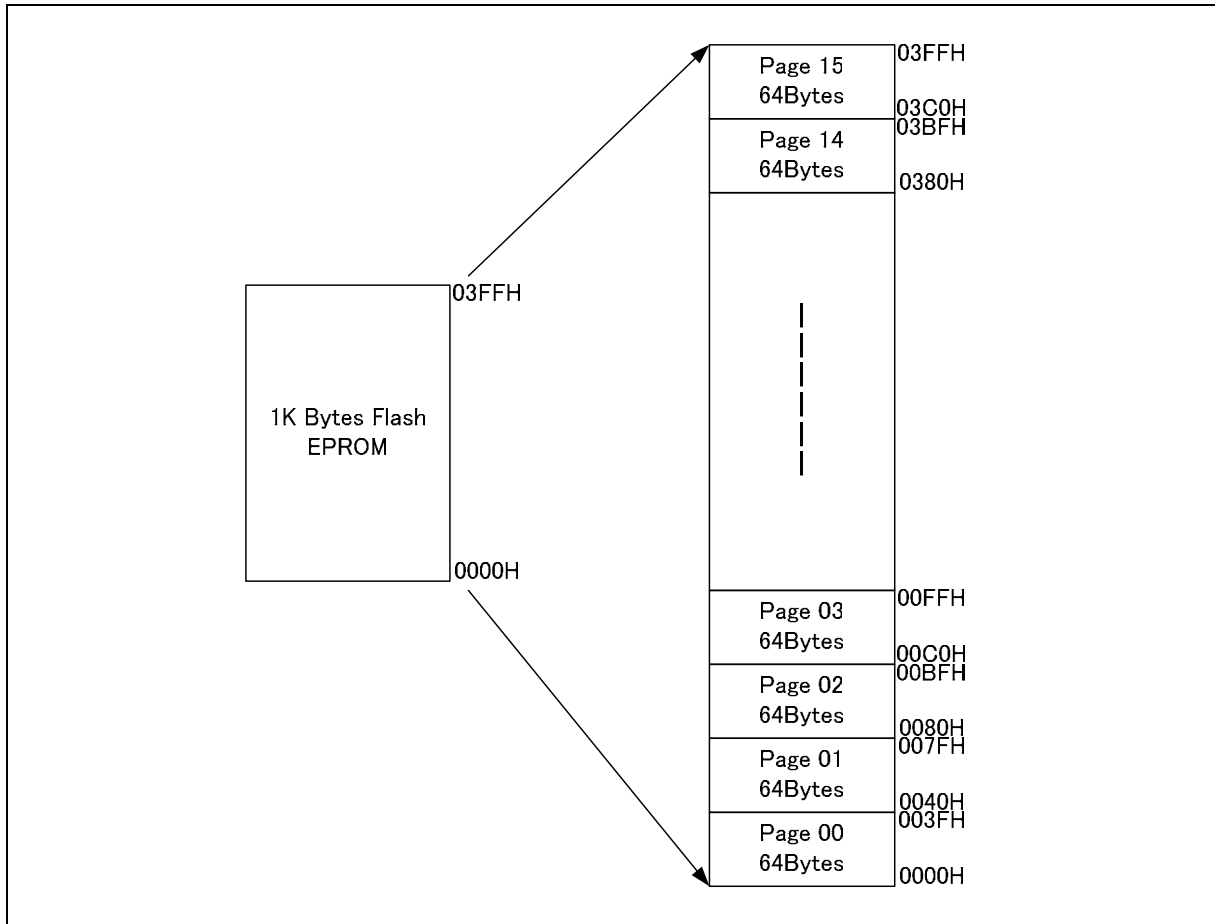 03FFH
Page 15
64Bytes
03C0H
03BFH
Page 14
64Bytes
0380H
03FFH
1K Bytes Flash
EPROM
0000H
00FFH
Page 03
64Bytes
00C0H
00BFH
Page 02
64Bytes
0080H
007FH
Page 01
64Bytes
0040H
003FH
Page 00
64Bytes
0000H